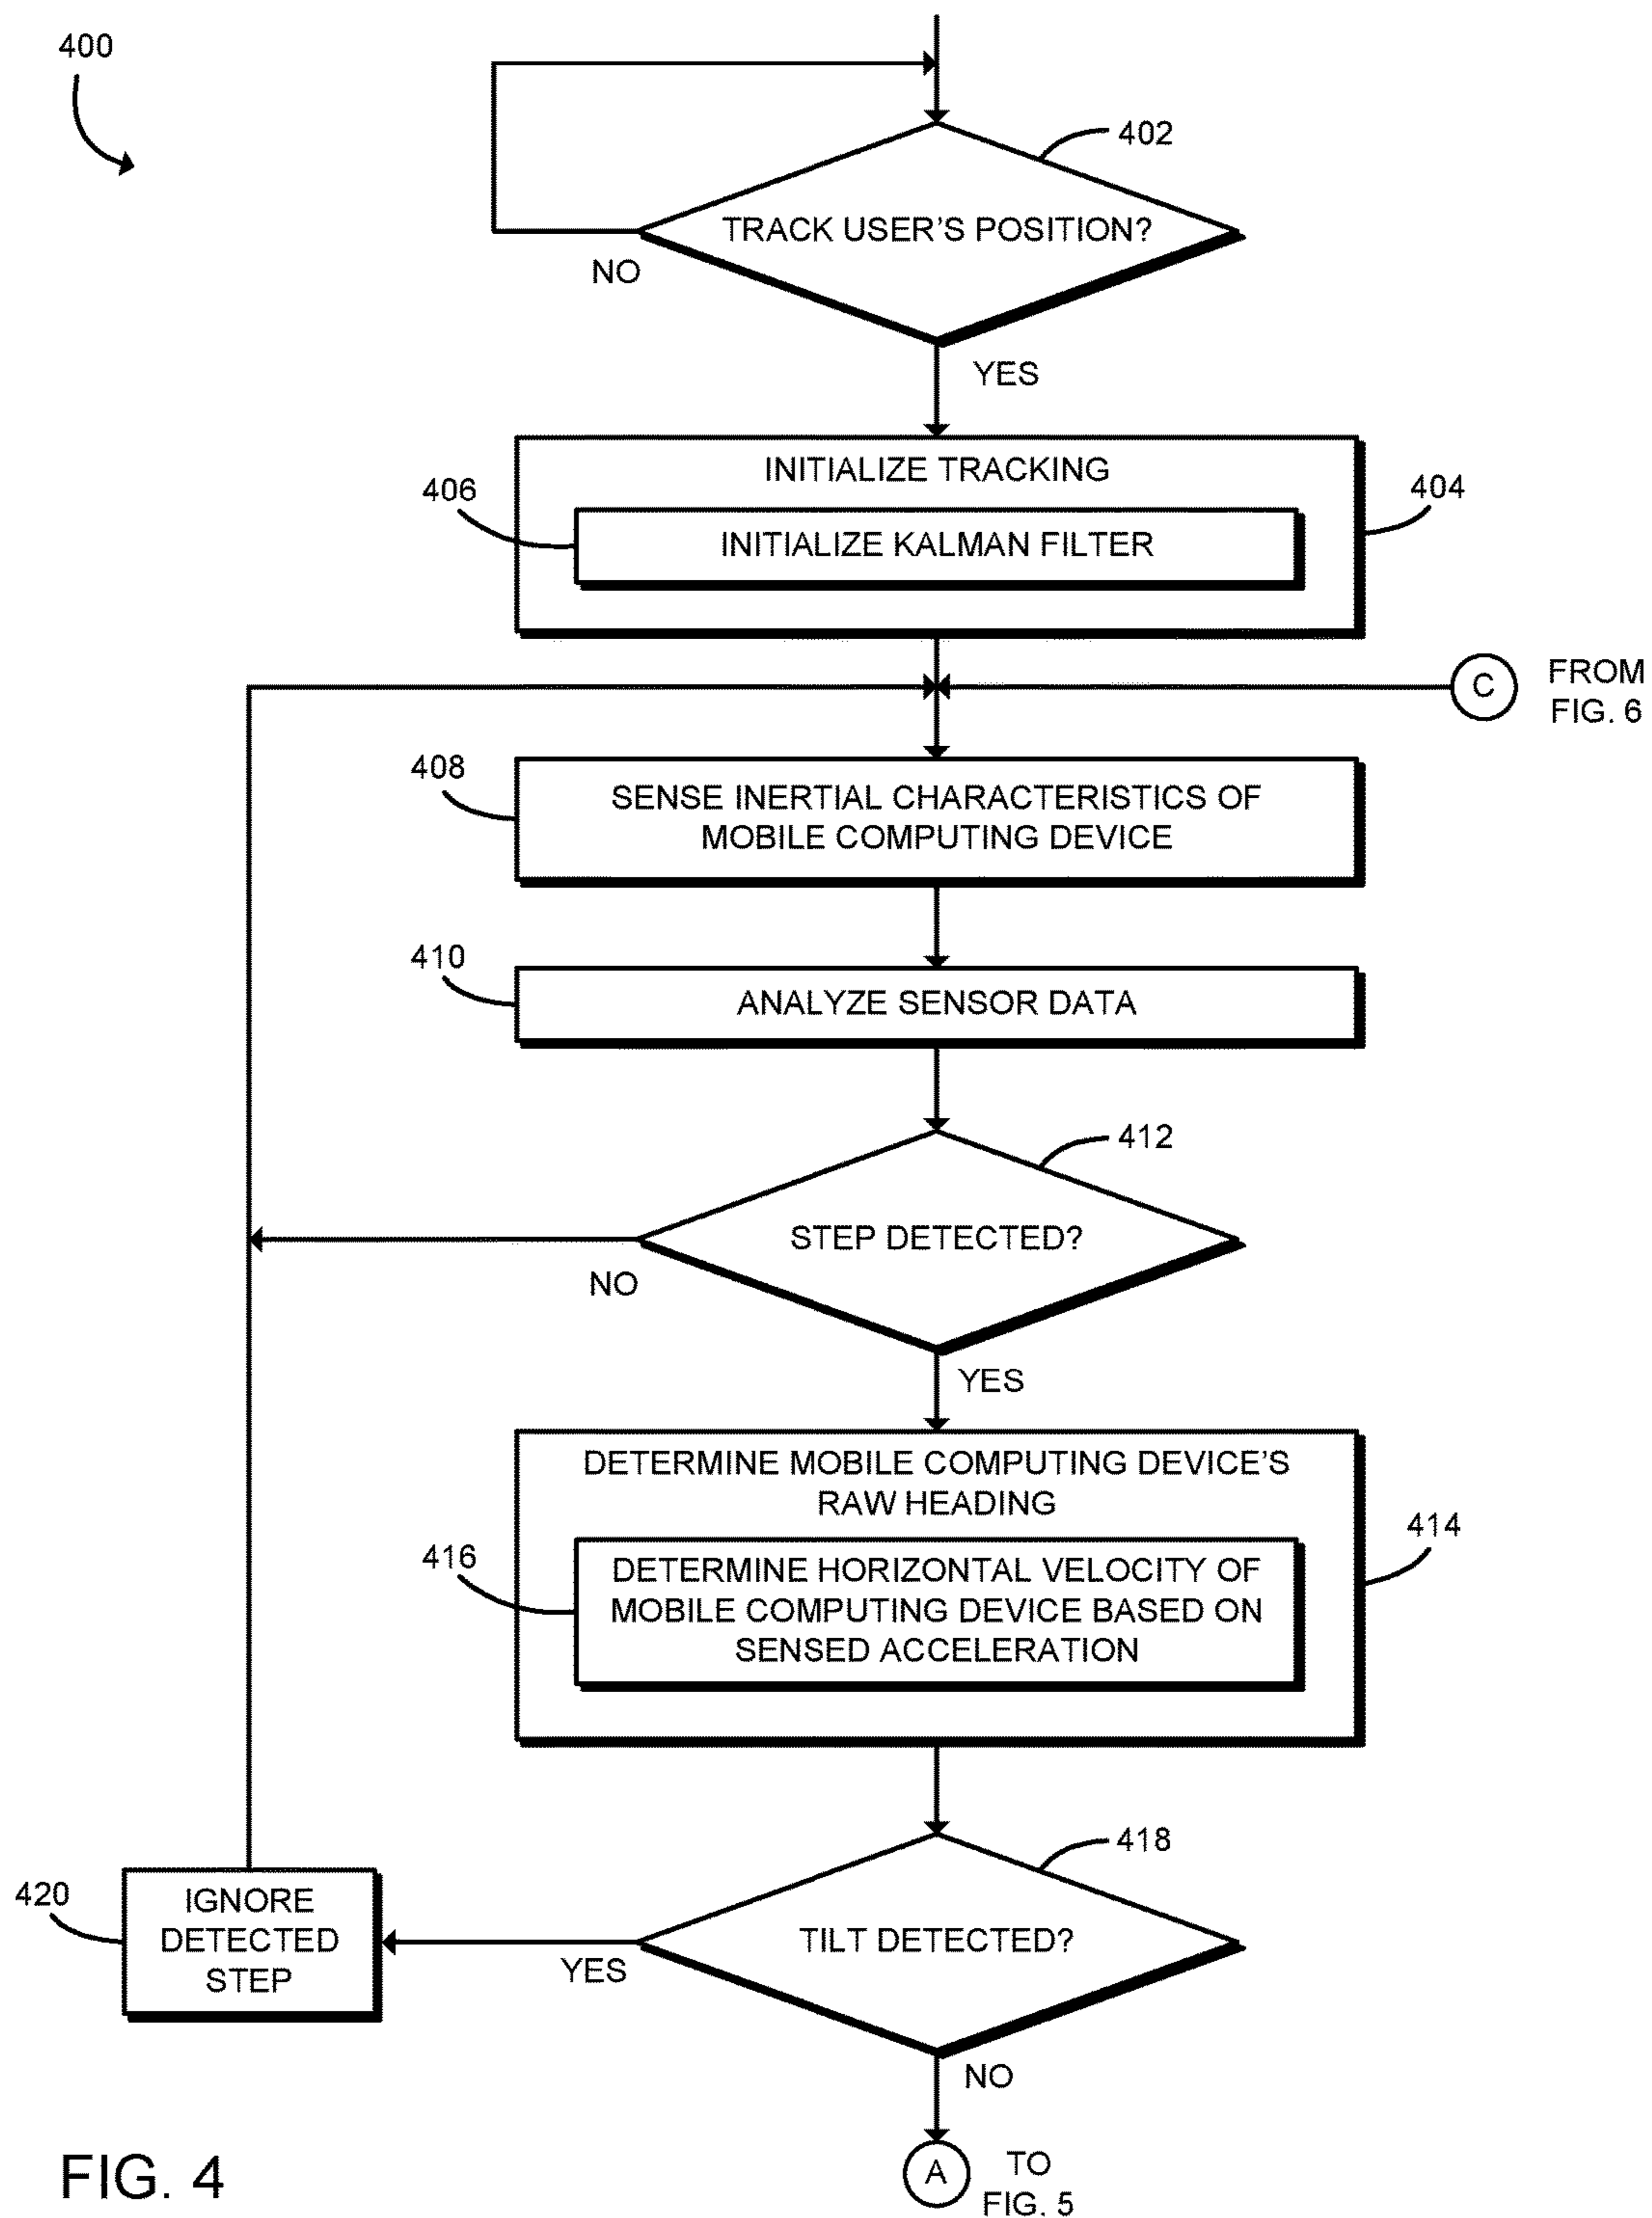 400
402
TRACK USER'S POSITION?
NO
YES
INITIALIZE TRACKING
406
404
INITIALIZE KALMAN FILTER
C
FROM
FIG. 6
408
SENSE INERTIAL CHARACTERISTICS OF
MOBILE COMPUTING DEVICE
410
ANALYZE SENSOR DATA
412
STEP DETECTED?
NO
YES
DETERMINE MOBILE COMPUTING DEVICE'S
RAW HEADING
414
416
DETERMINE HORIZONTAL VELOCITY OF
MOBILE COMPUTING DEVICE BASED ON
SENSED ACCELERATION
418
420
IGNORE
DETECTED
STEP
TILT DETECTED?
YES
NO
A
TO
FIG. 5
FIG. 4